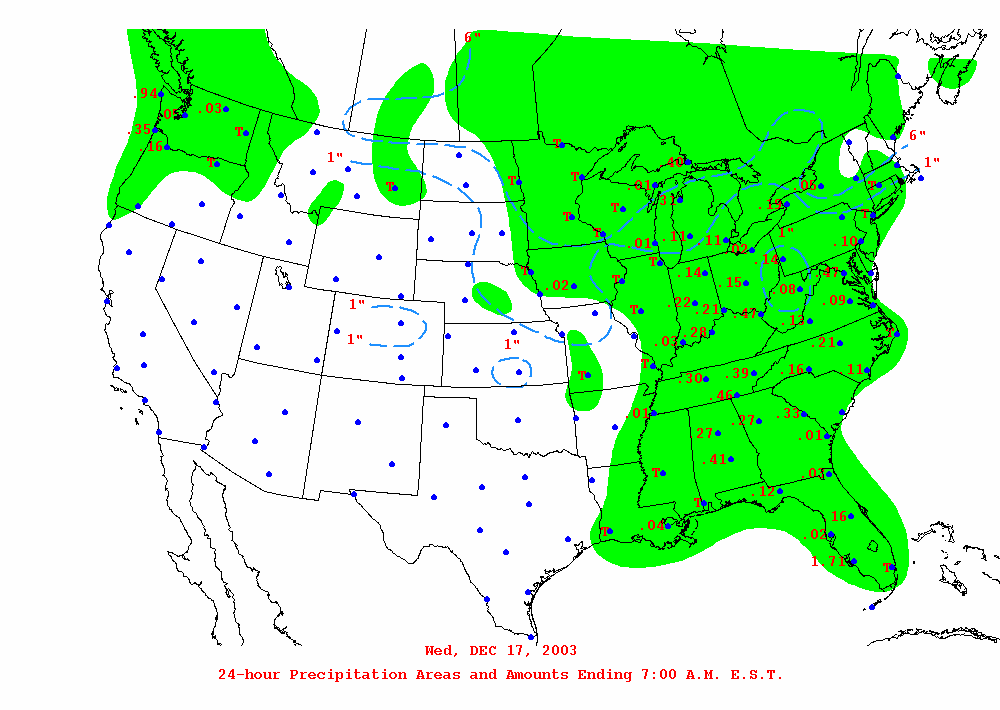 6"
.94
.03
.35
T
.16
T
1"
T
T
T
T
.40
.01
.31
T
T
T
6"
1"
T
.06
.19
T
.01
.11
.11
.02
1"
.10
T
T
.14
.14
.47
.02
T
.15
.08
.09
1"
.22
.21
.47
.13
T
1"
1"
T
.28
.03
.21
T
T
.30
.39
.16
.11
.46
.01
.27
.33
.27
.01
.41
T
T
.12
.16
T
.04
.02
1.71
T
Wed, DEC 17, 2003
24-hour Precipitation Areas and Amounts Ending 7:00 A.M. E.S.T.